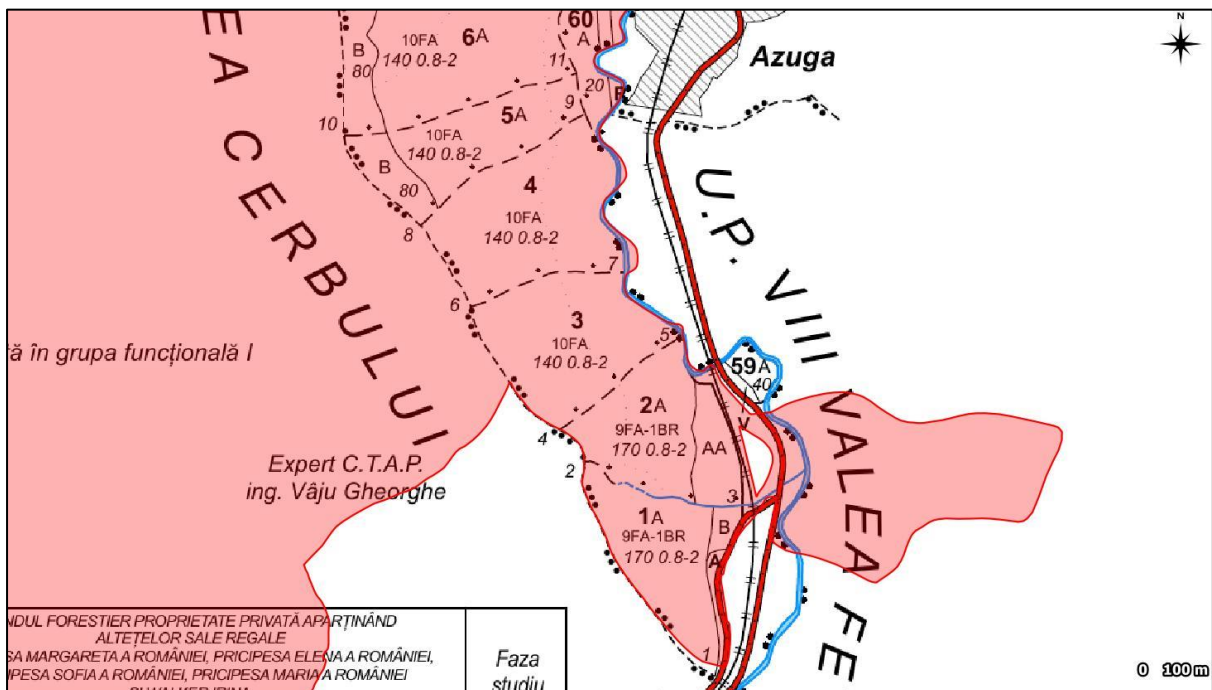 60
6A
10FA
140 0.8-2
B
80
A
11
20
F
Azuga
N
5A
9
10FA
140 0.8-2
10
B
80
4
10FA
140 0.8-2
8
7
6
3
10FA
140 0.8-2
5
EA CERBULUI
U.P. VIII VALEA FE
ă în grupa funcțională I
59A
40
2A
9FA-1BR
170 0.8-2
AA
V
4
2
3
Expert C.T.A.P.
ing. Vâju Gheorghe
1A
9FA-1BR
170 0.8-2
B
A
1
NDUL FORESTIER PROPRIETATE PRIVATĂ APARȚINÂND
ALTEȚELOR SALE REGALE
SA MARGARETA A ROMÂNIEI, PRICIPESA ELENA A ROMÂNIEI,
IPESA SOFIA A ROMÂNIEI, PRICIPESA MARIA A ROMÂNIEI
Faza
studiu
0 100 m